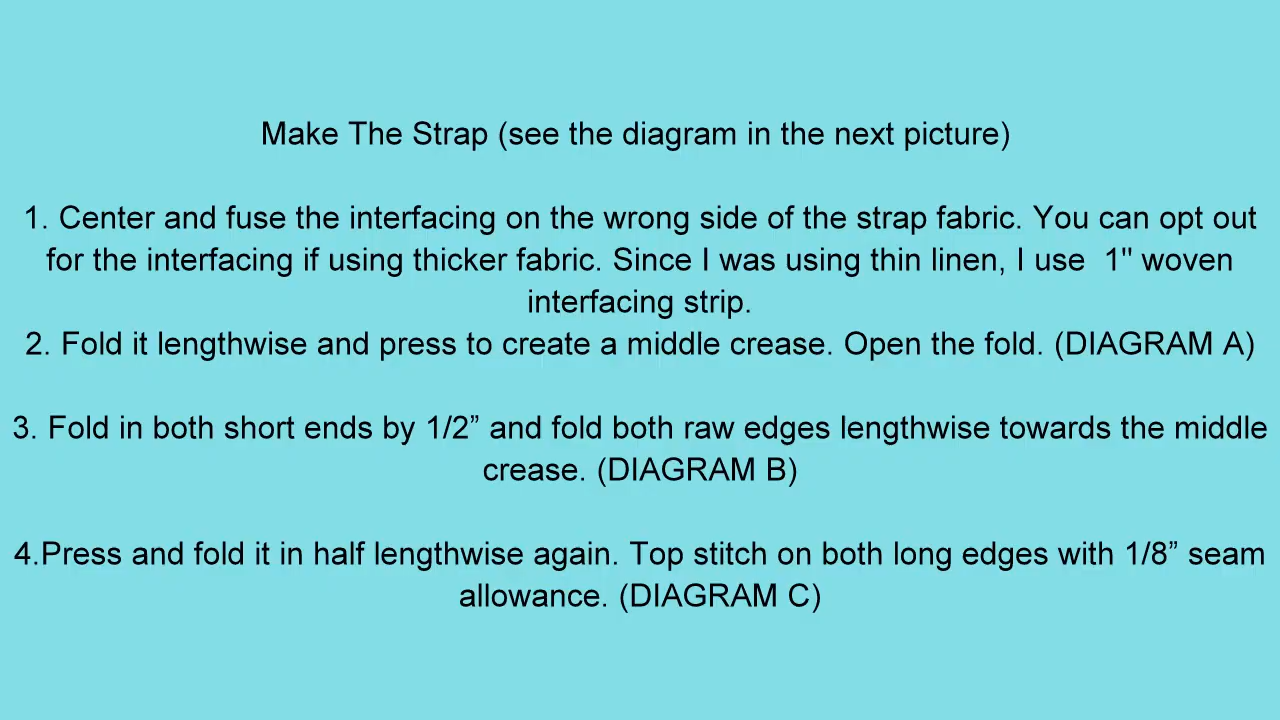 Make The Strap (see the diagram in the next picture)
1. Center and fuse the interfacing on the wrong side of the strap fabric. You can opt out
for the interfacing if using thicker fabric. Since I was using thin linen, I use  1" woven
interfacing strip.
2. Fold it lengthwise and press to create a middle crease. Open the fold. (DIAGRAM A)
3. Fold in both short ends by 1/2” and fold both raw edges lengthwise towards the middle
crease. (DIAGRAM B)
4.Press and fold it in half lengthwise again. Top stitch on both long edges with 1/8” seam
allowance. (DIAGRAM C)